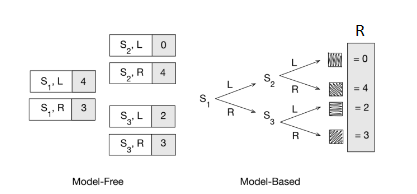 R
S1, L 4
S1, R 3
S2, L 0
S2, R 4
S3, L 2
S3, R 3
S1
L
R
S2
S3
L
R
L
R
= 0
= 4
= 2
= 3
Model-Free
Model-Based